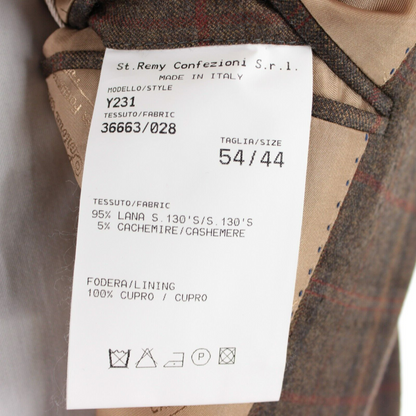 St.Remy Confezioni S.r.l.
MADE IN ITALY
MODELLO/STYLE
Y231
TESSUTO/FABRIC
36663/028
TAGLIA/SIZE
54/44
TESSUTO/FABRIC
95% LANA S.130'S/S.130'S
5% CACHEMIRE/CASHEMERE
FODERA/LINING
100% CUPRO / CUPRO
P